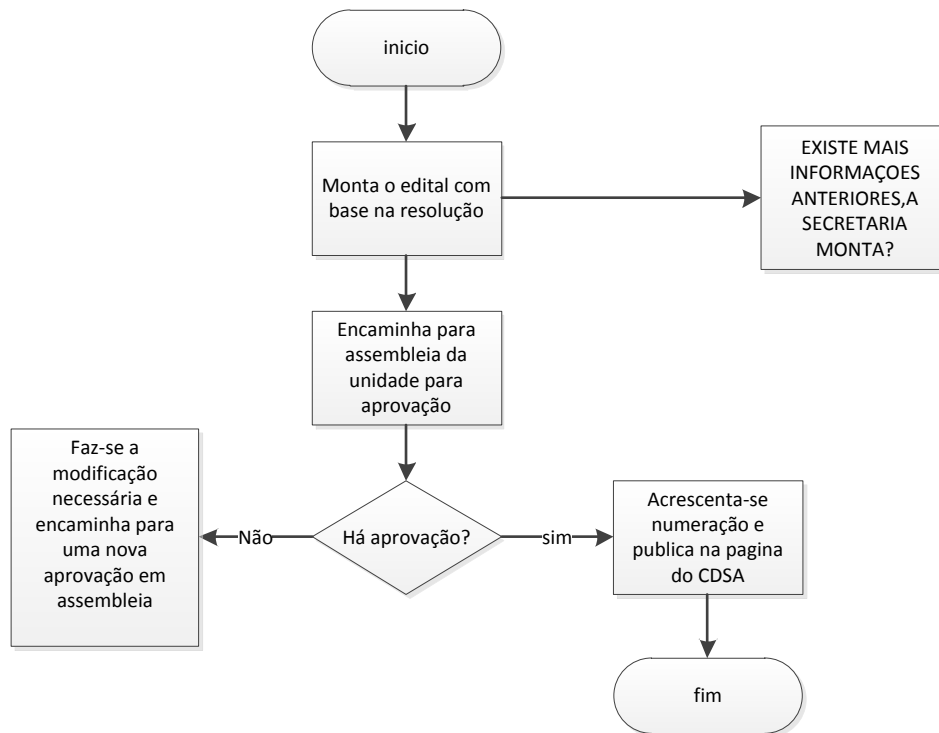 inicio
Monta o edital com
base na resolução
EXISTE MAIS
INFORMAÇOES
ANTERIORES,A
SECRETARIA
MONTA?
Encaminha para
assembleia da
unidade para
aprovação
Faz-se a
modificação
necessária e
encaminha para
uma nova
aprovação em
assembleia
Não
Há aprovação?
sim
Acrescenta-se
numeração e
publica na pagina
do CDSA
fim